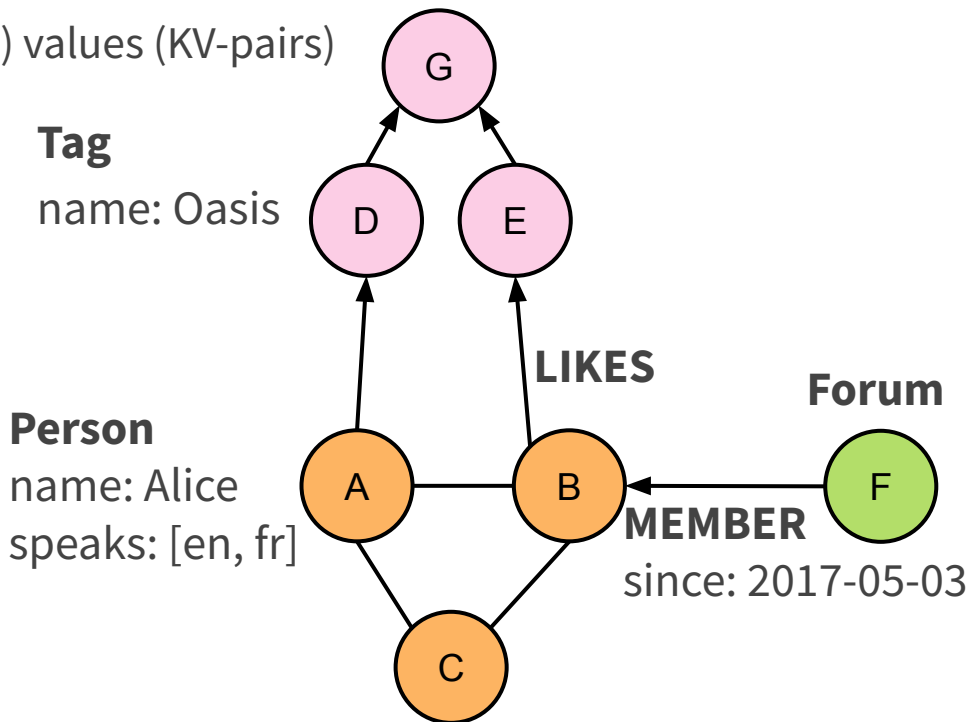 ) values (KV-pairs)
G
Tag
name: Oasis
D
E
LIKES
Forum
Person
name: Alice
speaks: [en, fr]
A
B
F
MEMBER
since: 2017-05-03
C